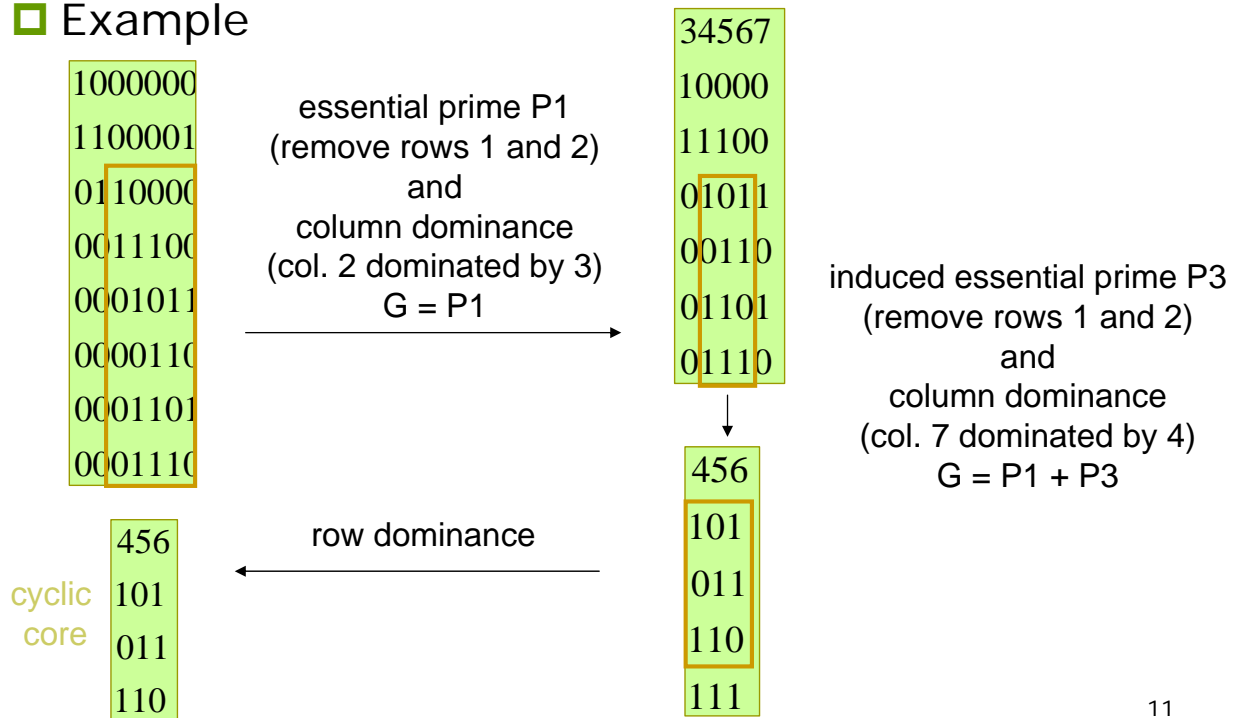 Example
1000000
1100001
0110000
0011100
0001011
0000110
0001101
0001110
essential prime P1
(remove rows 1 and 2)
and
column dominance
(col. 2 dominated by 3)
G = P1
34567
10000
11100
01011
00110
01101
01110
induced essential prime P3
(remove rows 1 and 2)
and
column dominance
(col. 7 dominated by 4)
G = P1 + P3
456
101
011
110
111
row dominance
cyclic
core
456
101
011
110
11